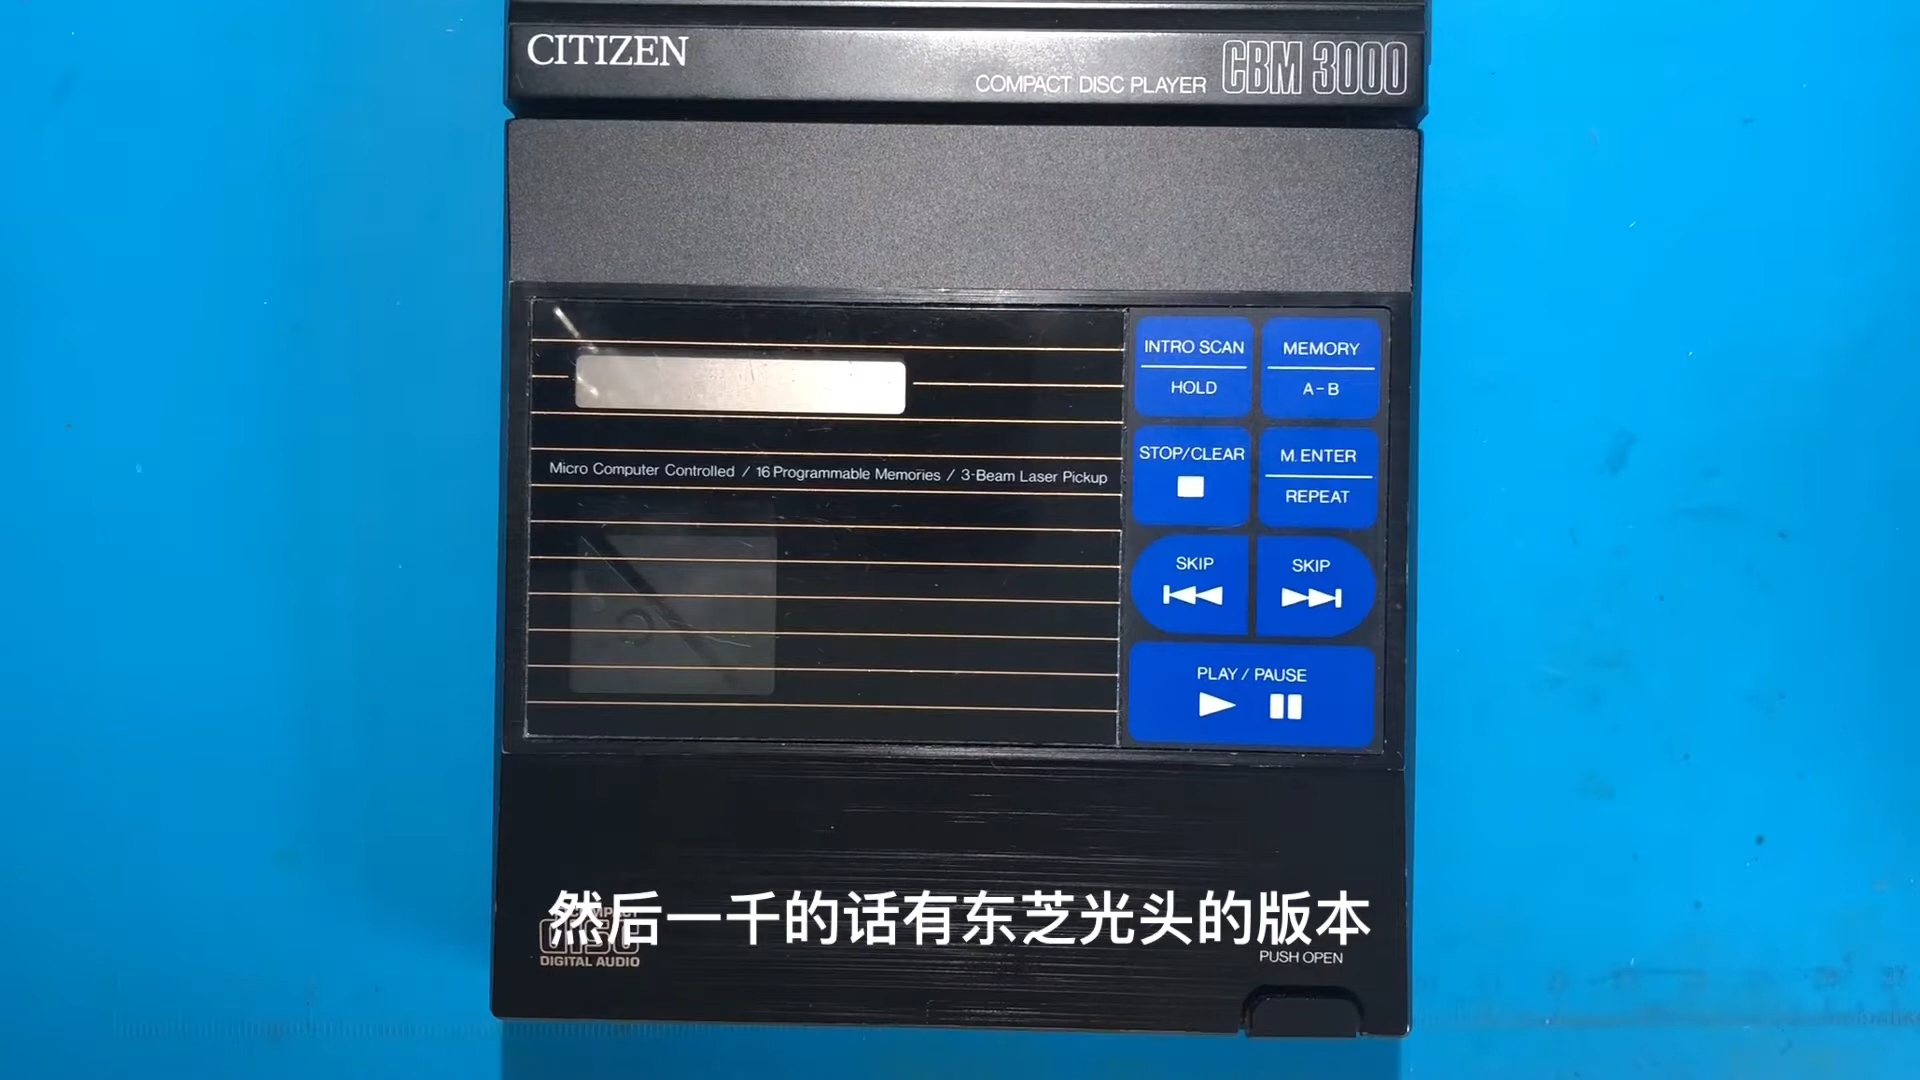 CITIZEN
COMPACT DISC PLAYER CBM 3000
INTRO SCAN
HOLD
MEMORY
A-B
Micro Computer Controlled / 16 Programmable Memories / 3-Beam Laser Pickup
STOP/CLEAR
M.ENTER
REPEAT
SKIP
SKIP
PLAY / PAUSE
然后一千的话有东芝光头的版本
COMPACT
disc
DIGITAL AUDIO
PUSH OPEN